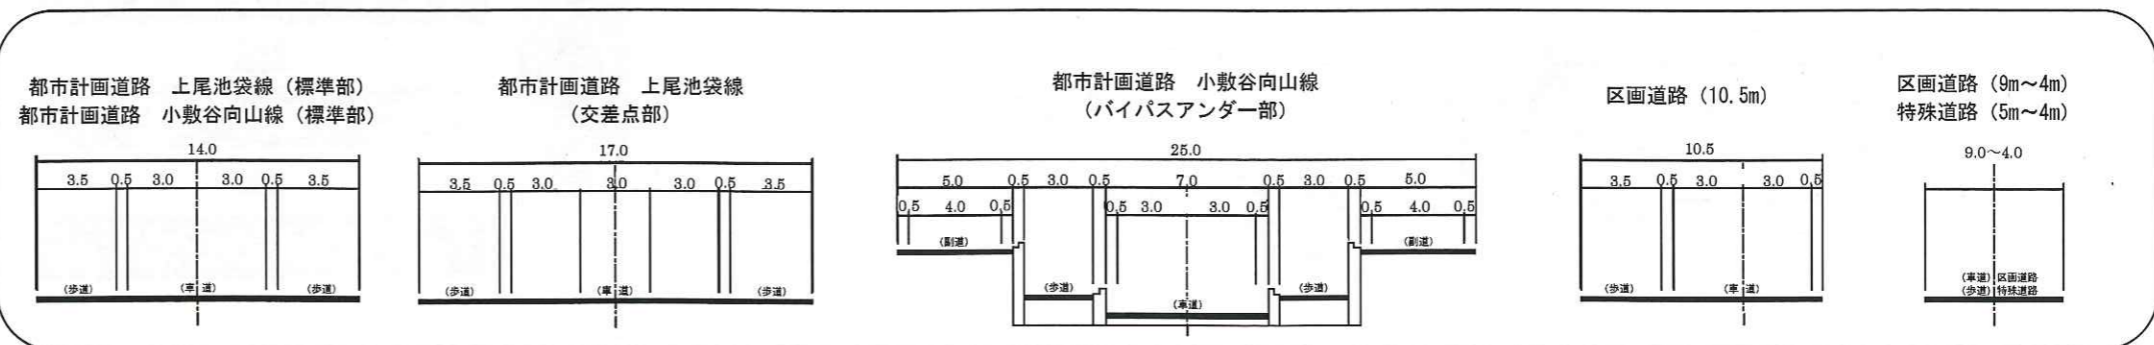 都市計画道路　上尾池袋線（標準部）
都市計画道路　小敷谷向山線（標準部）
14.0
3.5 0.5 3.0 3.0 0.5 3.5
（歩道） （車道） （歩道）
都市計画道路　上尾池袋線
（交差点部）
17.0
3.5 0.5 3.0 3.0 3.0 0.5 3.5
（歩道） （車道） （歩道）
都市計画道路　小敷谷向山線
（バイパスアンダー部）
25.0
5.0 0.5 3.0 0.5 7.0 0.5 3.0 0.5 5.0
0.5 4.0 0.5 0.5 3.0 3.0 0.5 0.5 4.0 0.5
（副道） （副道）
（歩道） （歩道）
（車道）
区画道路（10.5m）
10.5
3.5 0.5 3.0 3.0 0.5
（歩道） （車道）
区画道路（9m～4m）
特殊道路（5m～4m）
9.0～4.0
（車道）区画道路
（歩道）特殊道路